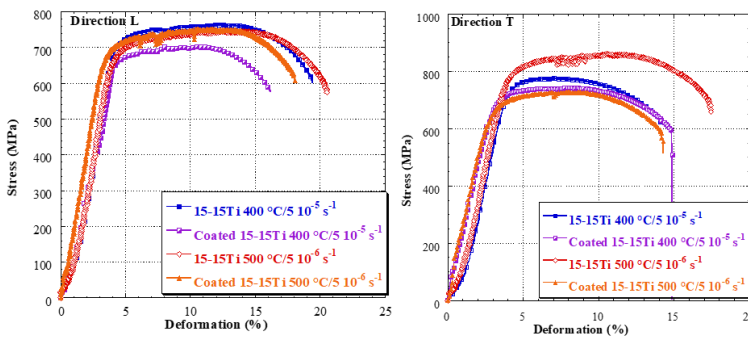 Direction L
800
700
600
500
400
300
200
100
0
Stress (MPa)
15-15Ti 400 °C/5 10⁻⁵ s⁻¹
Coated 15-15Ti 400 °C/5 10⁻⁵ s⁻¹
15-15Ti 500 °C/5 10⁻⁶ s⁻¹
Coated 15-15Ti 500 °C/5 10⁻⁶ s⁻¹
0 5 10 15 20 25
Deformation (%)
Direction T
1000
800
600
400
200
0
Stress (MPa)
15-15Ti 400 °C/5 10⁻⁵ s⁻¹
Coated 15-15Ti 400 °C/5 10⁻⁵ s⁻¹
15-15Ti 500 °C/5 10⁻⁶ s⁻¹
Coated 15-15Ti 500 °C/5 10⁻⁶ s⁻¹
0 5 10 15
Deformation (%)